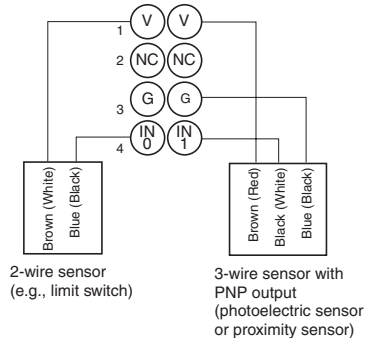 1 V V
2 NC NC
3 G G
4 IN 0 IN 1
Brown (White)
Blue (Black)
Brown (Red)
Black (White)
Blue (Black)
2-wire sensor
(e.g., limit switch)
3-wire sensor with
PNP output
(photoelectric sensor
or proximity sensor)